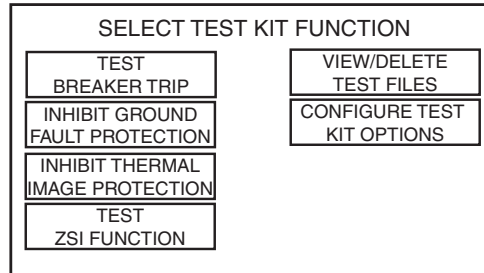 SELECT TEST KIT FUNCTION
TEST
BREAKER TRIP
INHIBIT GROUND
FAULT PROTECTION
INHIBIT THERMAL
IMAGE PROTECTION
TEST
ZSI FUNCTION
VIEW/DELETE
TEST FILES
CONFIGURE TEST
KIT OPTIONS